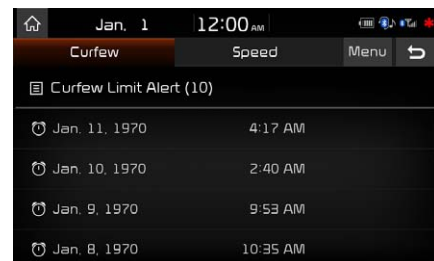 Jan. 1 12:00 AM
Curfew Speed Menu
Curfew Limit Alert (10)
Jan. 11, 1970 4:17 AM
Jan. 10, 1970 2:40 AM
Jan. 9, 1970 9:53 AM
Jan. 8, 1970 10:35 AM